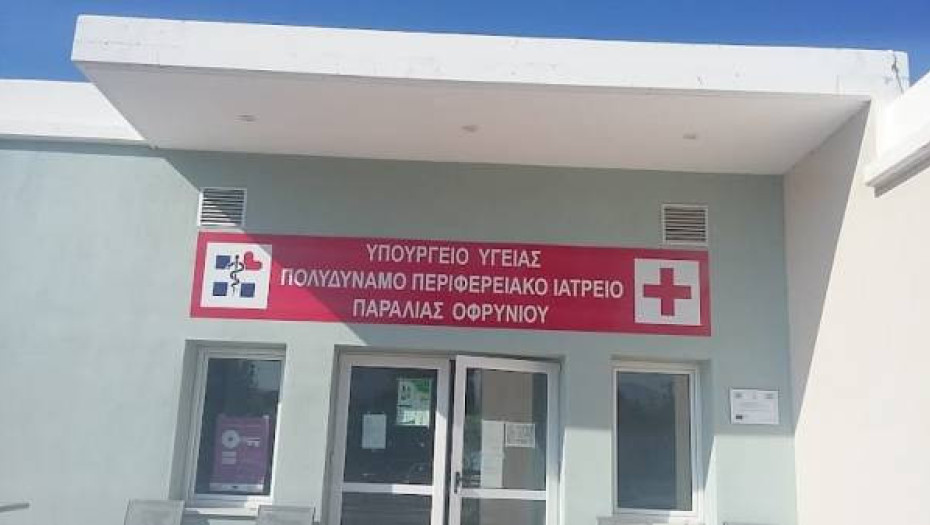 ΥΠΟΥΡΓΕΙΟ ΥΓΕΙΑΣ
ΠΟΛΥΔΥΝΑΜΟ ΠΕΡΙΦΕΡΕΙΑΚΟ ΙΑΤΡΕΙΟ
ΠΑΡΑΛΙΑΣ ΟΦΡΥΝΙΟΥ